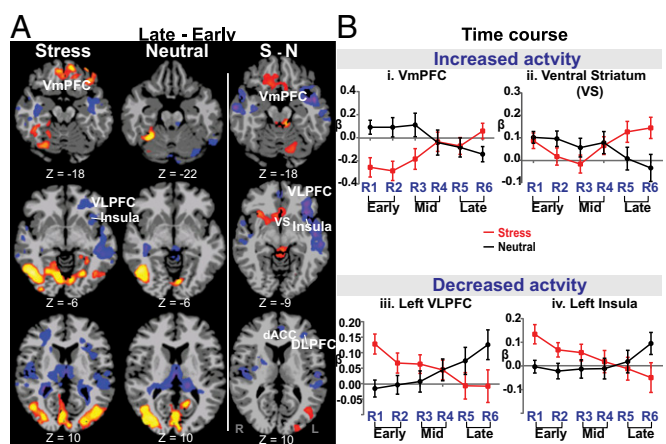 A
Late - Early
Stress
Neutral
S - N
VmPFC
VmPFC
Z = -18
Z = -22
Z = -18
VLPFC
Insula
VLPFC
VS
Insula
Z = -6
Z = -6
Z = -9
dACC
DLPFC
R
L
Z = 10
Z = 10
Z = 10
B
Time course
Increased activity
i. VmPFC
ii. Ventral Striatum
(VS)
0.4
0.2
β
0.0
-0.2
-0.4
R1 R2 R3 R4 R5 R6
Early Mid Late
0.2
0.1
β
0.0
-0.1
R1 R2 R3 R4 R5 R6
Early Mid Late
Stress
Neutral
Decreased activity
iii. Left VLPFC
iv. Left Insula
0.20
0.15
0.10
β
0.05
0.00
-0.05
-0.10
R1 R2 R3 R4 R5 R6
Early Mid Late
0.2
0.1
β
0.0
-0.1
-0.2
R1 R2 R3 R4 R5 R6
Early Mid Late